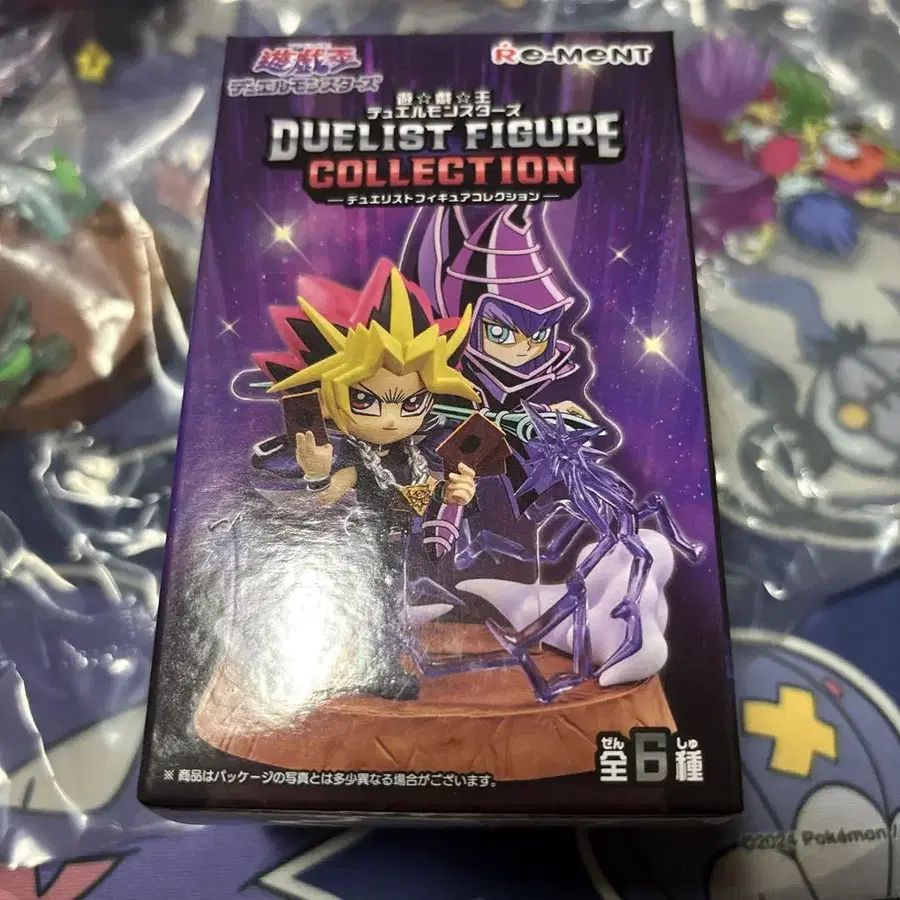 遊戯王
デュエルモンスターズ
Re-MeNT
遊☆戯☆王
デュエルモンスターズ
DUELIST FIGURE
COLLECTION
デュエリストフィギュアコレクション
※ 商品はパッケージの写真とは多少異なる場合がございます。
ぜん しゅ
全6種
©2024 Pokémon /